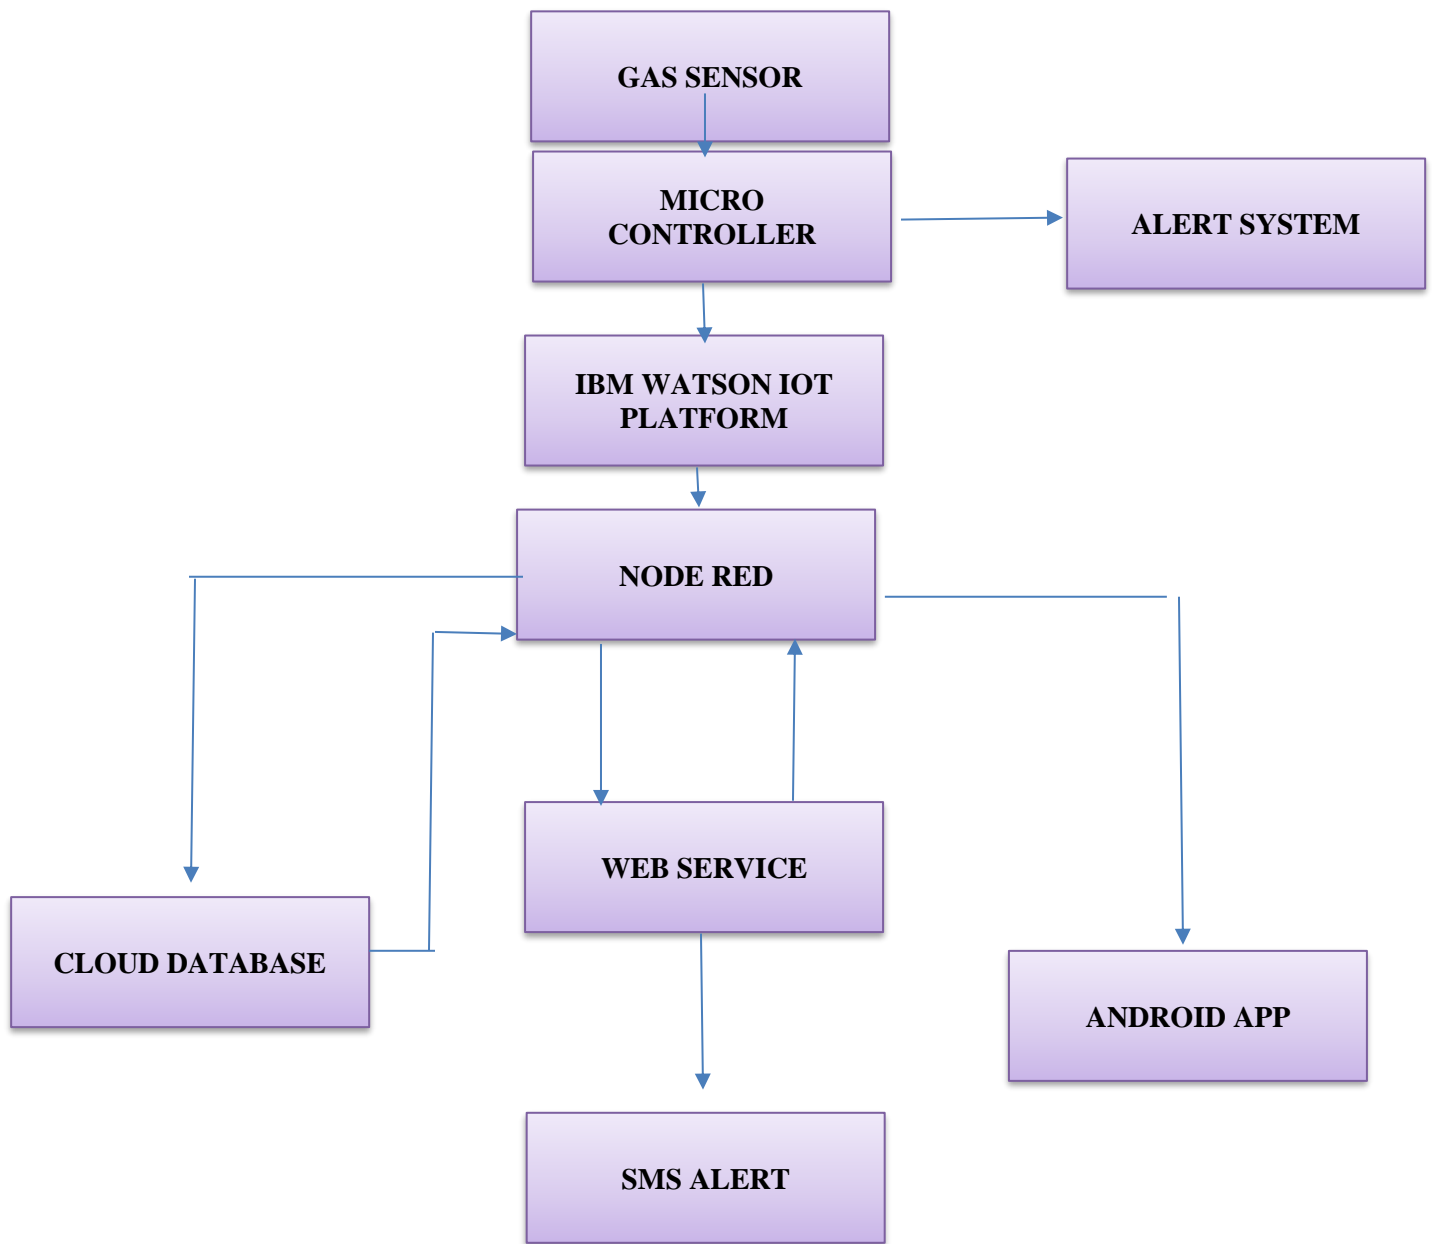 GAS SENSOR
MICRO
CONTROLLER
ALERT SYSTEM
IBM WATSON IOT
PLATFORM
NODE RED
WEB SERVICE
CLOUD DATABASE
ANDROID APP
SMS ALERT